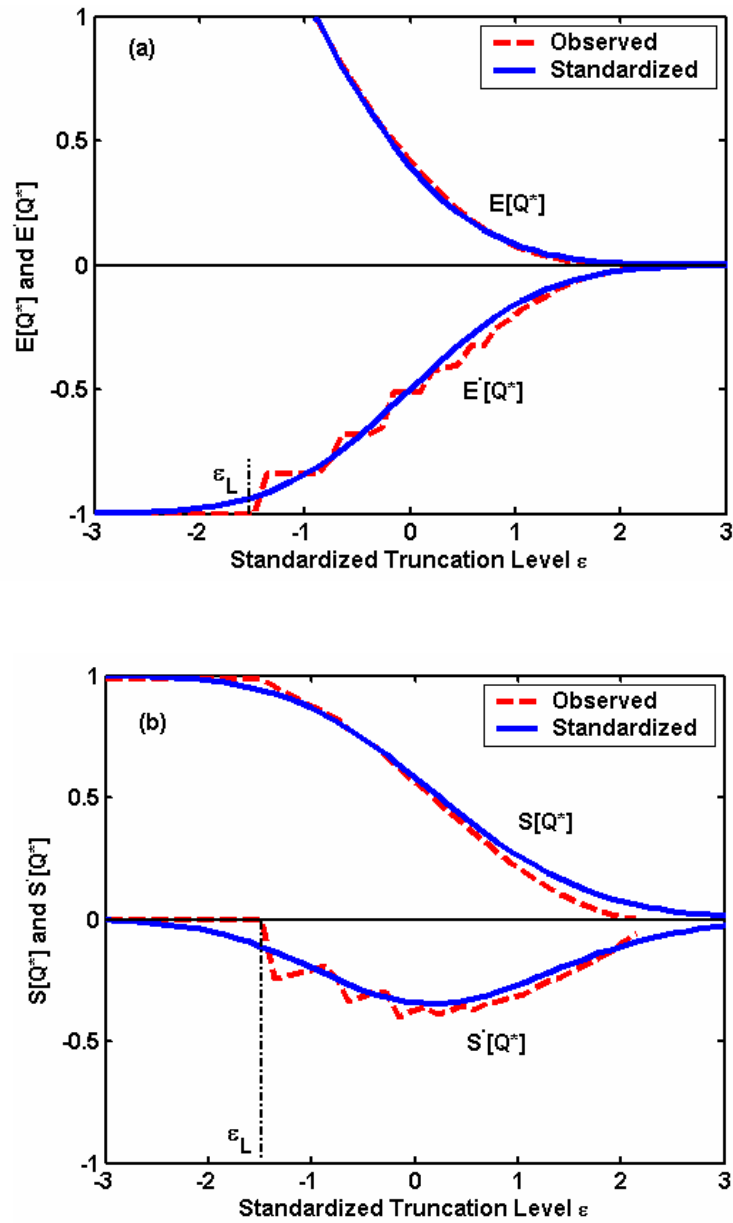 1
(a)
Observed
Standardized
0.5
E[Q*]
E[Q*] and E'[Q*]
0
-0.5
E'[Q*]
εL
-1
-3
-2
-1
0
1
2
3
Standardized Truncation Level ε
1
(b)
Observed
Standardized
0.5
S[Q*]
S[Q*] and S'[Q*]
0
-0.5
S'[Q*]
εL
-1
-3
-2
-1
0
1
2
3
Standardized Truncation Level ε